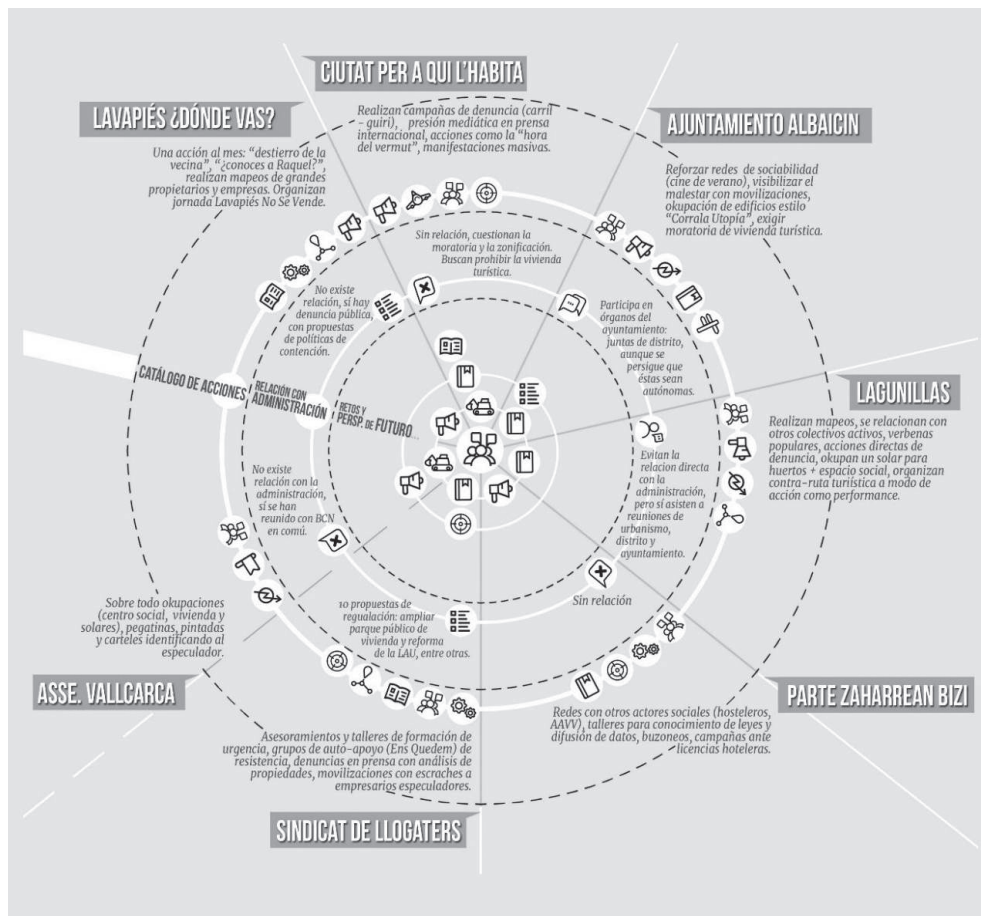 CIUTAT PER A QUI L'HABITA
Realizan campañas de denuncia (carril
- guiri), presión mediática en prensa
internacional, acciones como la "hora
del vermut", manifestaciones masivas.
LAVAPIÉS ¿DÓNDE VAS?
Una acción al mes: "destierro de la
vecina", "¿conoces a Raquel?",
realizan mapeos de grandes
propietarios y empresas. Organizan
jornada Lavapiés No Se Vende.
AJUNTAMIENTO ALBAICIN
Reforzar redes de sociabilidad
(cine de verano), visibilizar el
malestar con movilizaciones,
okupación de edificios estilo
"Corrala Utopía", exigir
moratoria de vivienda turística.
Sin relación, cuestionan la
moratoria y la zonificación.
Buscan prohibir la vivienda
turística.
No existe
relación, sí hay
denuncia pública,
con propuestas
de políticas de
contención.
Participa en
órganos del
ayuntamiento:
juntas de distrito,
aunque se
persigue que
éstas sean
autónomas.
CATÁLOGO DE ACCIONES
RELACIÓN CON
ADMINISTRACIÓN
RETOS Y
PERSP. DE FUTURO
LAGUNILLAS
Realizan mapeos, se relacionan con
otros colectivos activos, verbenas
populares, acciones directas de
denuncia, okupan un solar para
huertos + espacio social, organizan
contra-ruta turiística a modo de
acción como performance.
Evitan la
relacion directa
con la
administración,
pero sí asisten a
reuniones de
urbanismo,
distrito y
ayuntamiento.
No existe
relación con la
administración,
sí se han
reunido con BCN
en comú.
Sin relación
10 propuestas de
regualación: ampliar
parque público de
vivienda y reforma
de la LAU, entre otras.
Sobre todo okupaciones
(centro social, vivienda y
solares), pegatinas, pintadas
y carteles identificando al
especulador.
ASSE. VALLCARCA
PARTE ZAHARREAN BIZI
Redes con otros actores sociales (hosteleros,
AAVV), talleres para conocimiento de leyes y
difusión de datos, buzoneos, campañas ante
licencias hoteleras.
Asesoramientos y talleres de formación de
urgencia, grupos de auto-apoyo (Ens Quedem) de
resistencia, denuncias en prensa con análisis de
propiedades, movilizaciones con escraches a
empresarios especuladores.
SINDICAT DE LLOGATERS